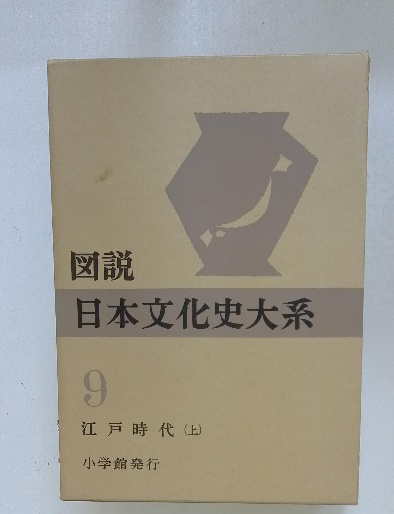 図説
日本文化史大系
9
江戸時代(上)
小学館発行